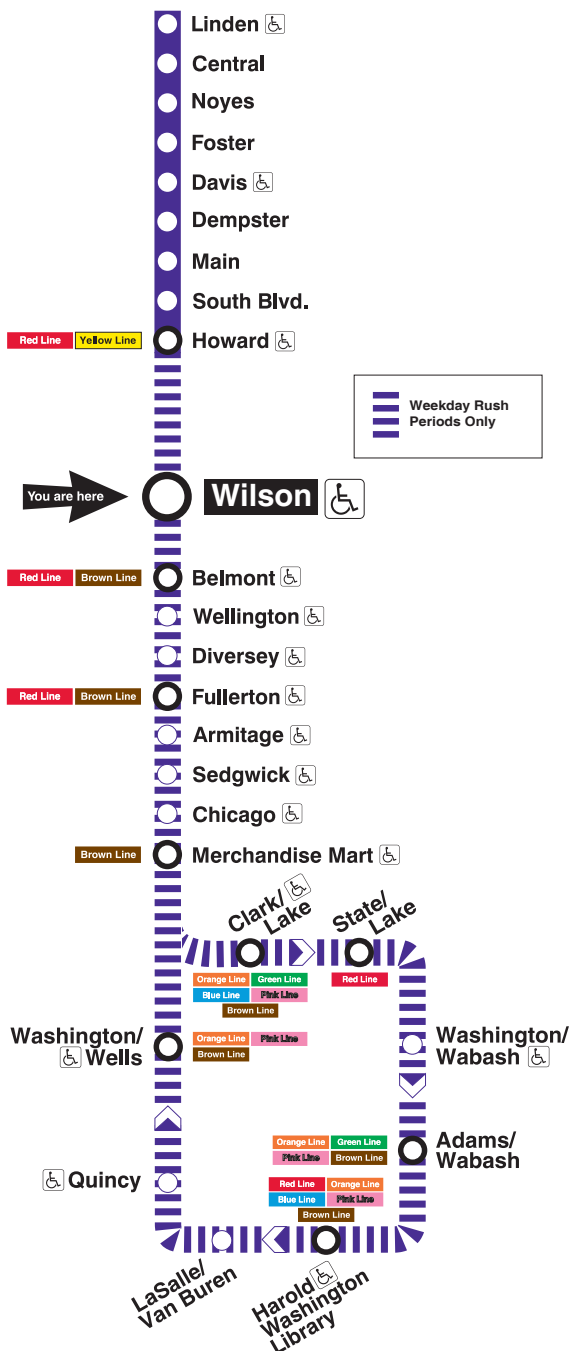 Linden
Central
Noyes
Foster
Davis
Dempster
Main
South Blvd.
Red Line Yellow Line Howard
Weekday Rush
Periods Only
You are here Wilson
Red Line Brown Line Belmont
Wellington
Diversey
Red Line Brown Line Fullerton
Armitage
Sedgwick
Chicago
Brown Line Merchandise Mart
Clark/
Lake
State/
Lake
Orange Line Green Line
Blue Line Pink Line
Brown Line
Red Line
Washington/
Wells
Orange Line Pink Line
Brown Line
Washington/
Wabash
Orange Line Green Line
Pink Line Brown Line
Adams/
Wabash
Quincy
Red Line Orange Line
Blue Line Pink Line
Brown Line
LaSalle/
Van Buren
Harold
Washington
Library